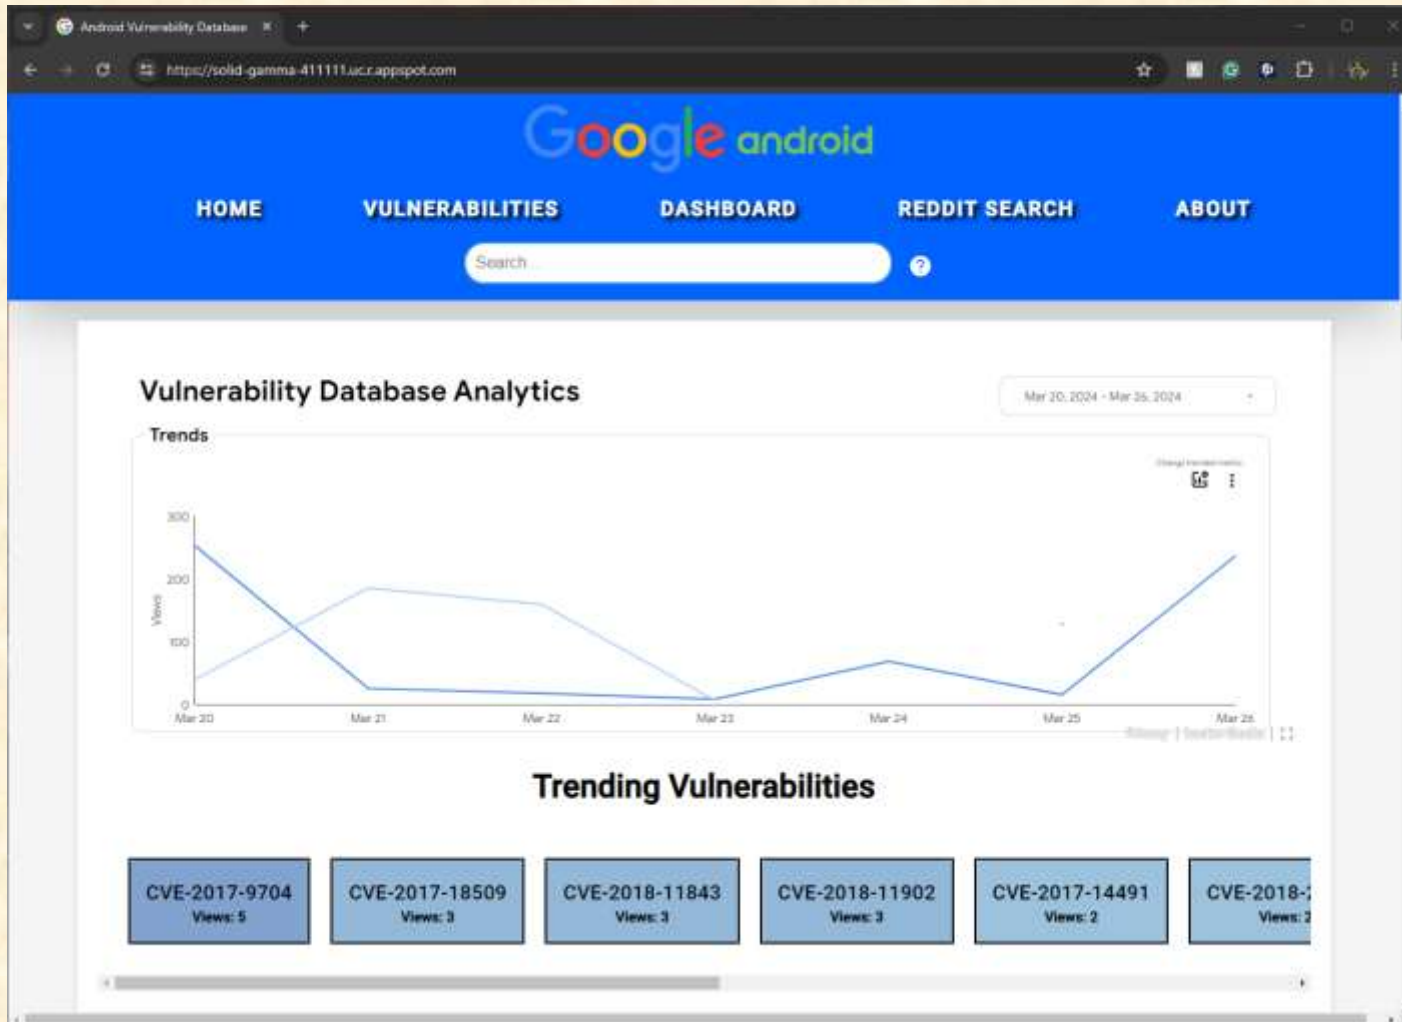 Android Vulnerability Database
https://solid-gamma-411111.uc.r.appspot.com
Google android
HOME VULNERABILITIES DASHBOARD REDDIT SEARCH ABOUT
Search...
?
Vulnerability Database Analytics
Mar 20, 2024 - Mar 26, 2024
Trends
300
200
100
0
Views
Mar 20 Mar 21 Mar 22 Mar 23 Mar 24 Mar 25 Mar 26
Trending Vulnerabilities
CVE-2017-9704 CVE-2017-18509 CVE-2018-11843 CVE-2018-11902 CVE-2017-14491 CVE-2018-
Views: 5 Views: 3 Views: 3 Views: 3 Views: 2 Views: 2